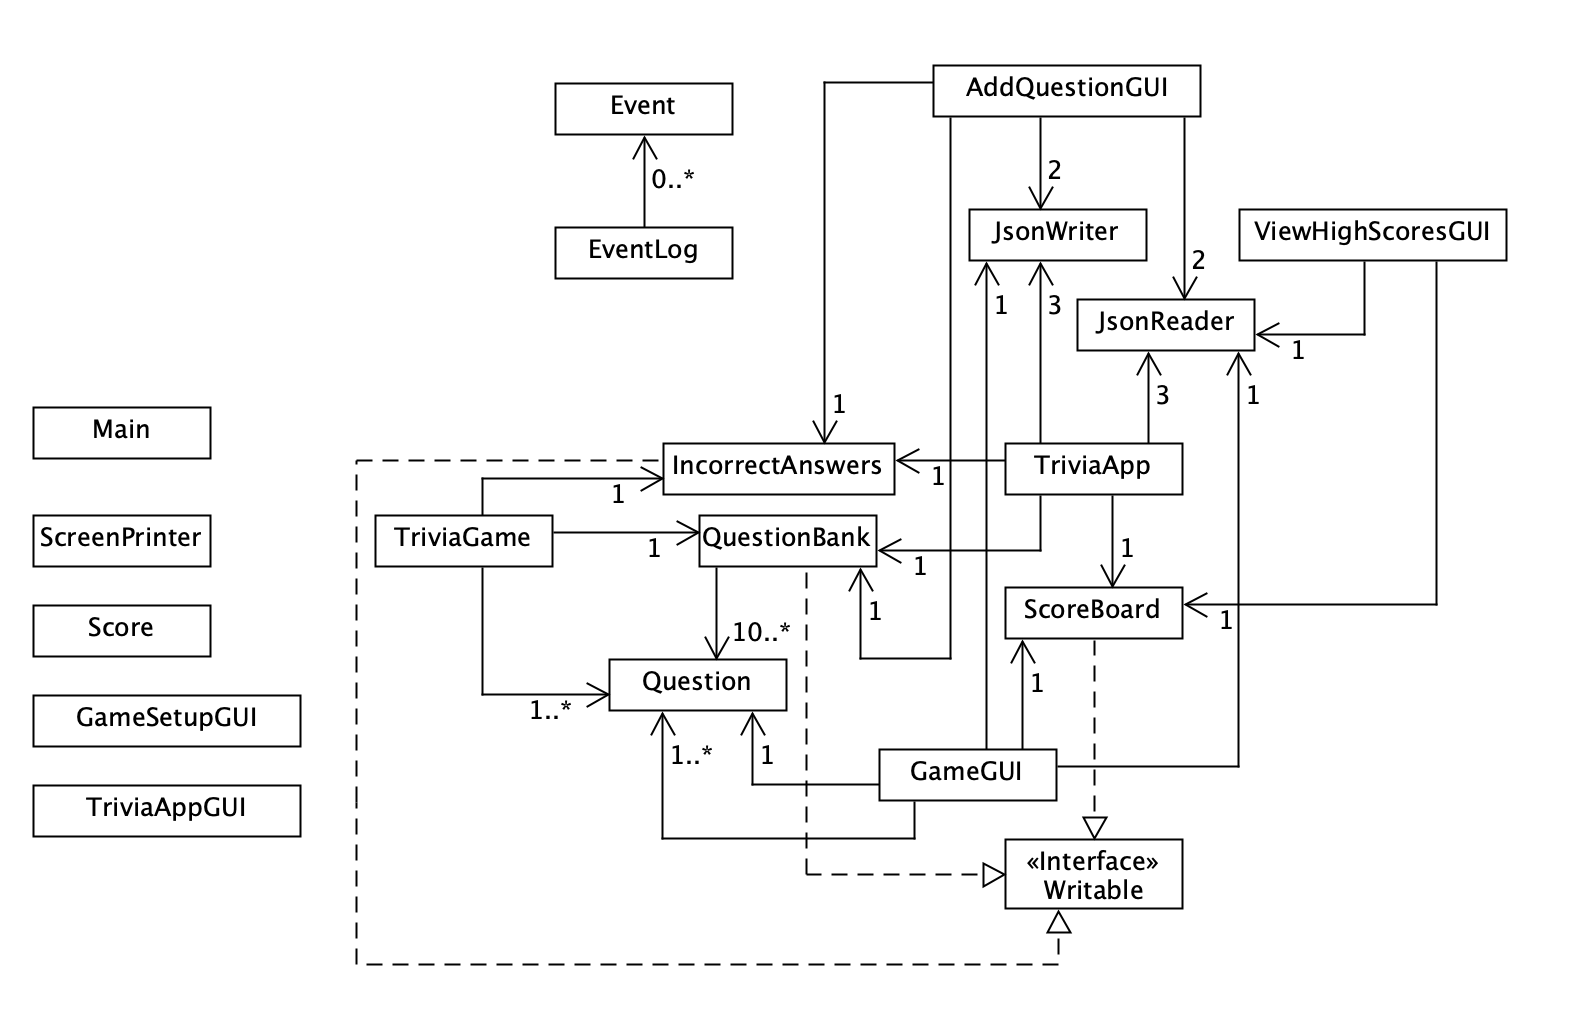 AddQuestionGUI
Event
2
0..*
JsonWriter
ViewHighScoresGUI
EventLog
2
1
3
JsonReader
1
3
1
1
Main
IncorrectAnswers
TriviaApp
1
1
ScreenPrinter
TriviaGame
QuestionBank
1
1
1
Score
1
ScoreBoard
1
10..*
Question
1
1..*
GameSetupGUI
1..*
1
GameGUI
TriviaAppGUI
«Interface»
Writable